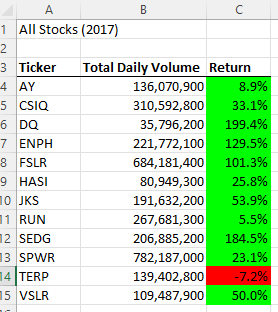 A B C
1 All Stocks (2017)
2
3 Ticker Total Daily Volume Return
4 AY 136,070,900 8.9%
5 CSIQ 310,592,800 33.1%
6 DQ 35,796,200 199.4%
7 ENPH 221,772,100 129.5%
8 FSLR 684,181,400 101.3%
9 HASI 80,949,300 25.8%
10 JKS 191,632,200 53.9%
11 RUN 267,681,300 5.5%
12 SEDG 206,885,200 184.5%
13 SPWR 782,187,000 23.1%
14 TERP 139,402,800 -7.2%
15 VSLR 109,487,900 50.0%